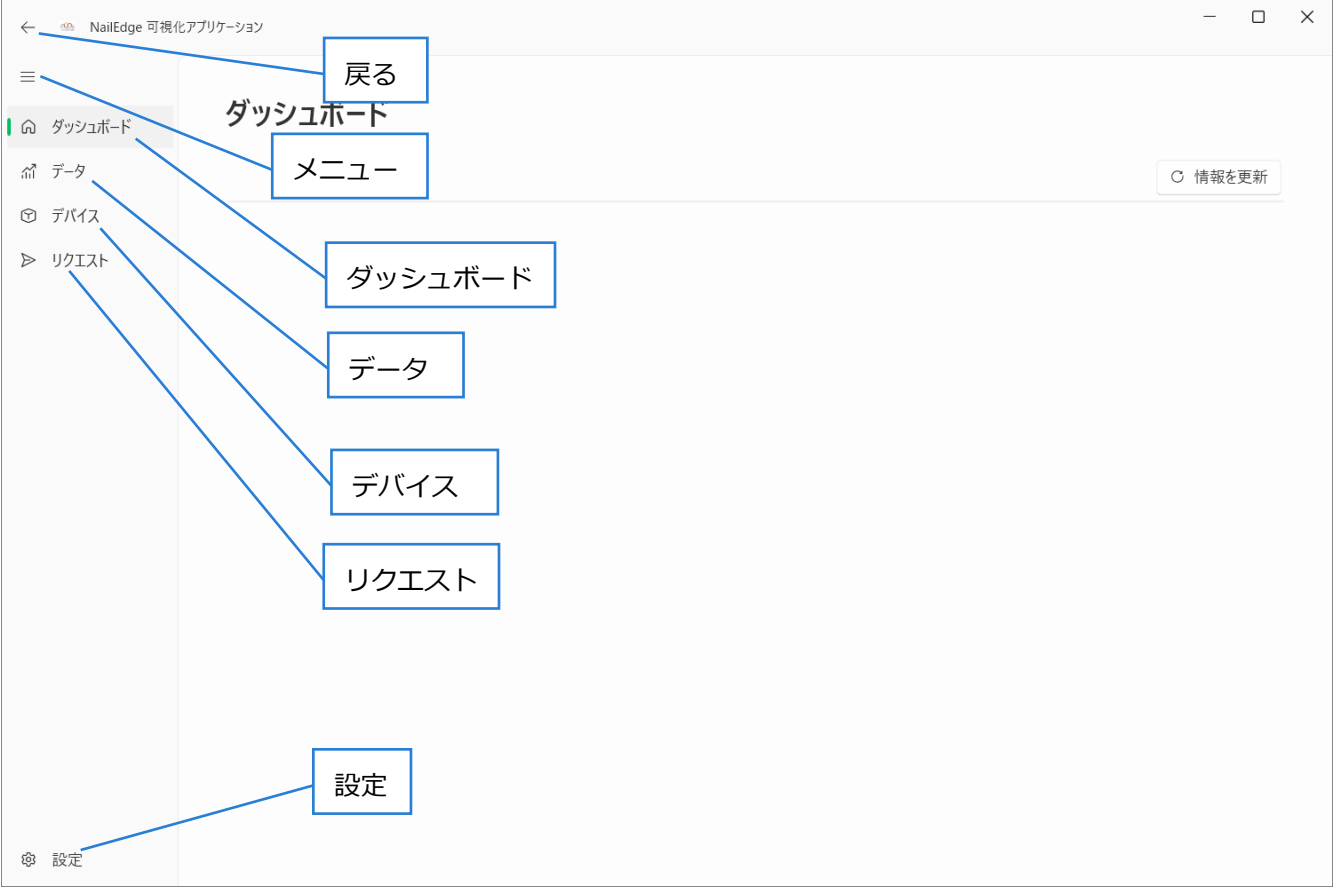 NailEdge 可視化アプリケーション
戻る
ダッシュボード
ダッシュボード
メニュー
データ
情報を更新
デバイス
リクエスト
ダッシュボード
データ
デバイス
リクエスト
設定
設定